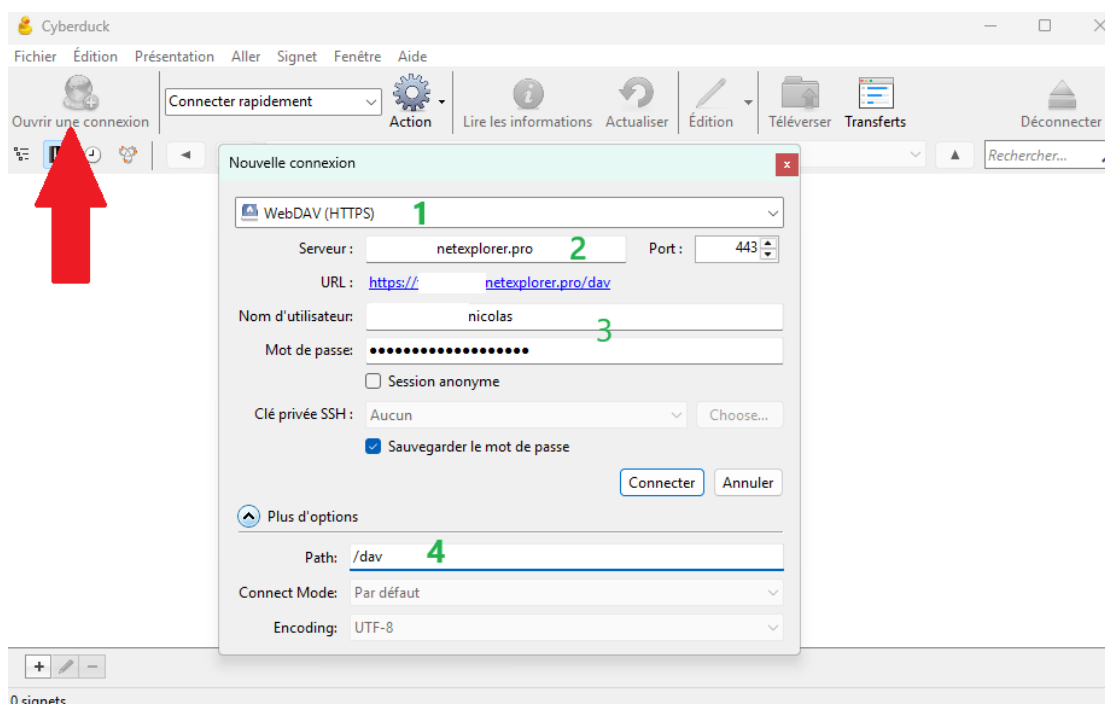 Cyberduck
Fichier Édition Présentation Aller Signet Fenêtre Aide
Connecter rapidement
Ouvrir une connexion Action Lire les informations Actualiser Édition Téléverser Transferts Déconnecter
Rechercher...
Nouvelle connexion
WebDAV (HTTPS) 1
Serveur : netexplorer.pro 2 Port : 443
URL : https:// netexplorer.pro/dav
Nom d'utilisateur: nicolas
3
Mot de passe: ●●●●●●●●●●●●●●●●●●●
Session anonyme
Clé privée SSH : Aucun Choose...
Sauvegarder le mot de passe
Connecter Annuler
Plus d'options
Path: /dav 4
Connect Mode: Par défaut
Encoding: UTF-8
0 signets